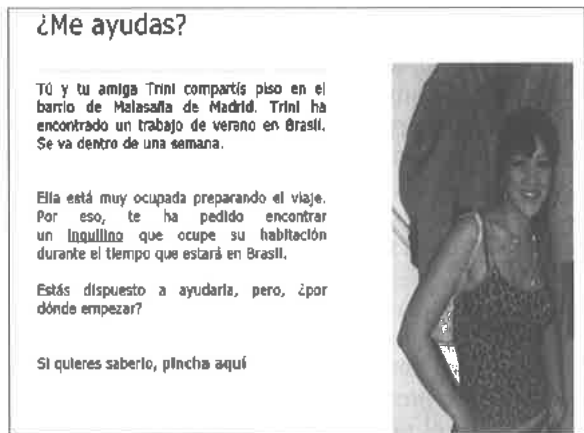 ¿Me ayudas?
Tú y tu amiga Trini compartís piso en el
barrio de Malasaña de Madrid. Trini ha
encontrado un trabajo de verano en Brasil.
Se va dentro de una semana.
Ella está muy ocupada preparando el viaje.
Por eso, te ha pedido encontrar
un inquilino que ocupe su habitación
durante el tiempo que estará en Brasil.
Estás dispuesto a ayudarla, pero, ¿por
dónde empezar?
Si quieres saberlo, pincha aquí